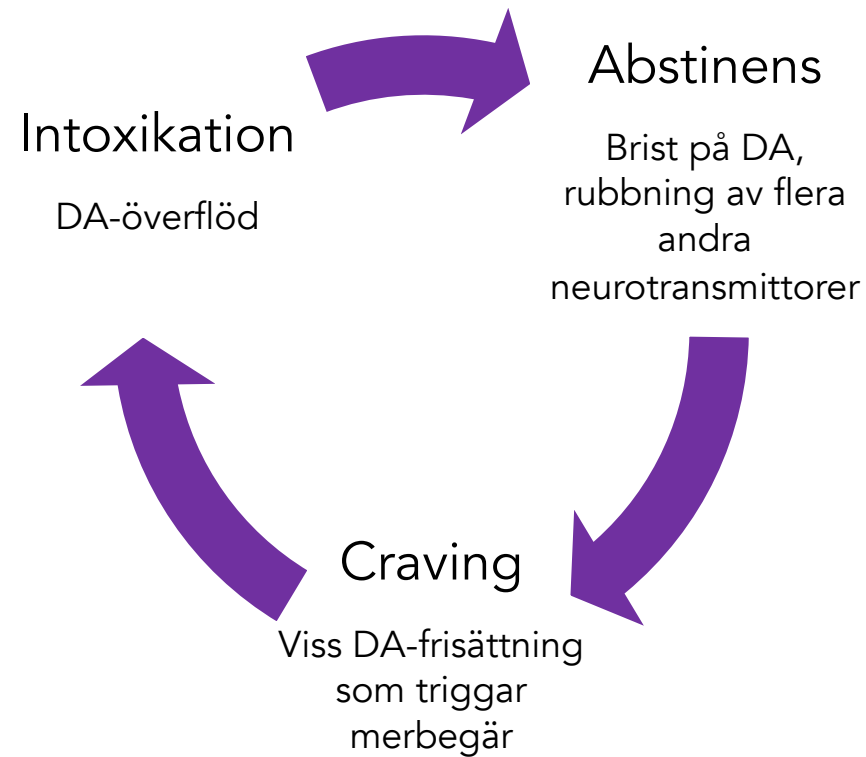 Intoxikation
DA-överflöd
Abstinens
Brist på DA,
rubbning av flera
andra
neurotransmittorer
Craving
Viss DA-frisättning
som triggar
merbegär